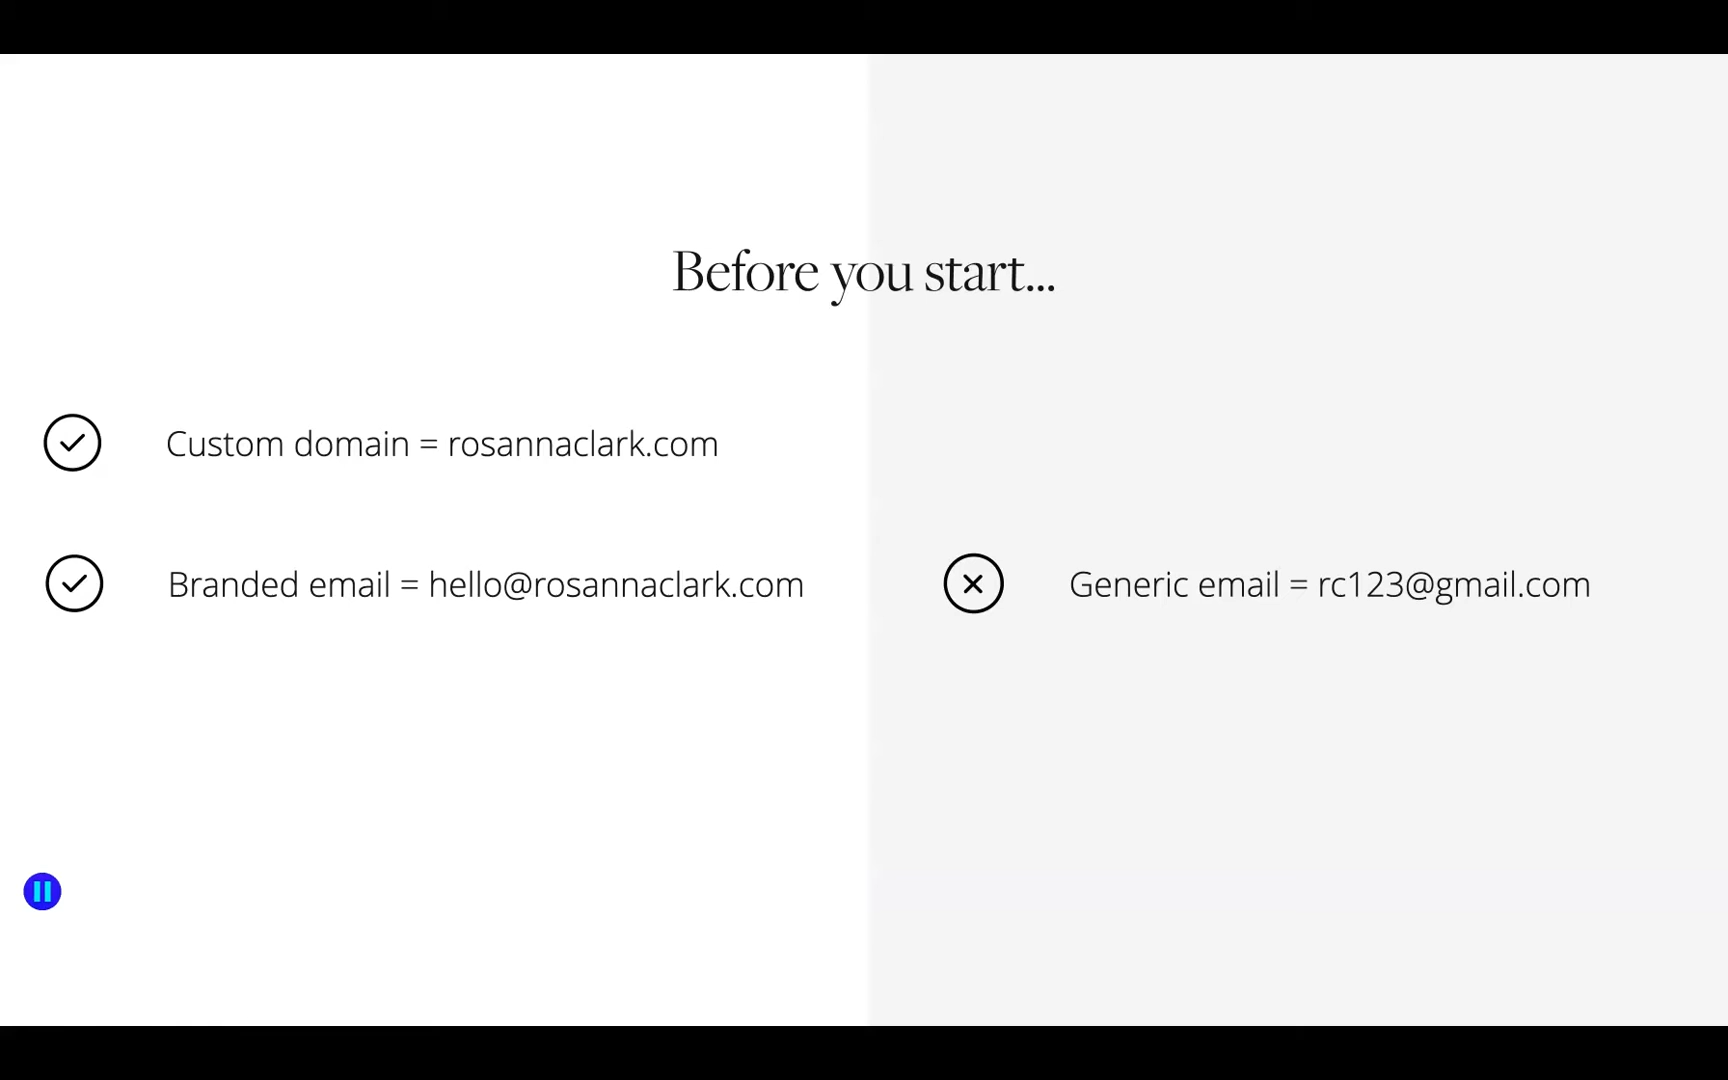 Before you start...
Custom domain = rosannaclark.com
Branded email = hello@rosannaclark.com
Generic email = rc123@gmail.com